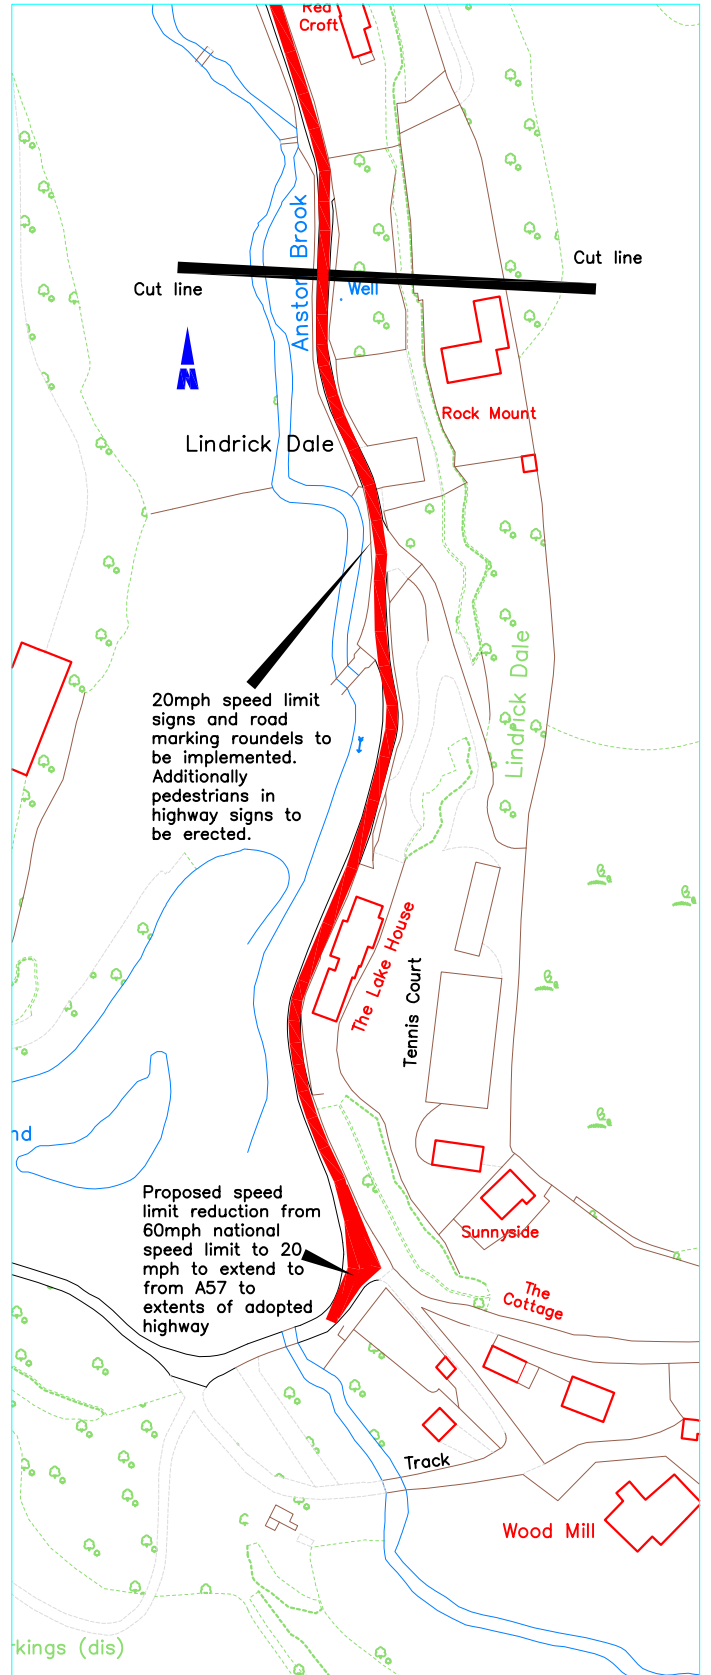 Red
Croft
Anston Brook
Cut line
Cut line
Well
N
Rock Mount
Lindrick Dale
Lindrick Dale
20mph speed limit
signs and road
marking roundels to
be implemented.
Additionally
pedestrians in
highway signs to
be erected.
The Lake House
Tennis Court
nd
Proposed speed
limit reduction from
60mph national
speed limit to 20
mph to extend to
from A57 to
extents of adopted
highway
Sunnyside
The
Cottage
Track
Wood Mill
rkings (dis)